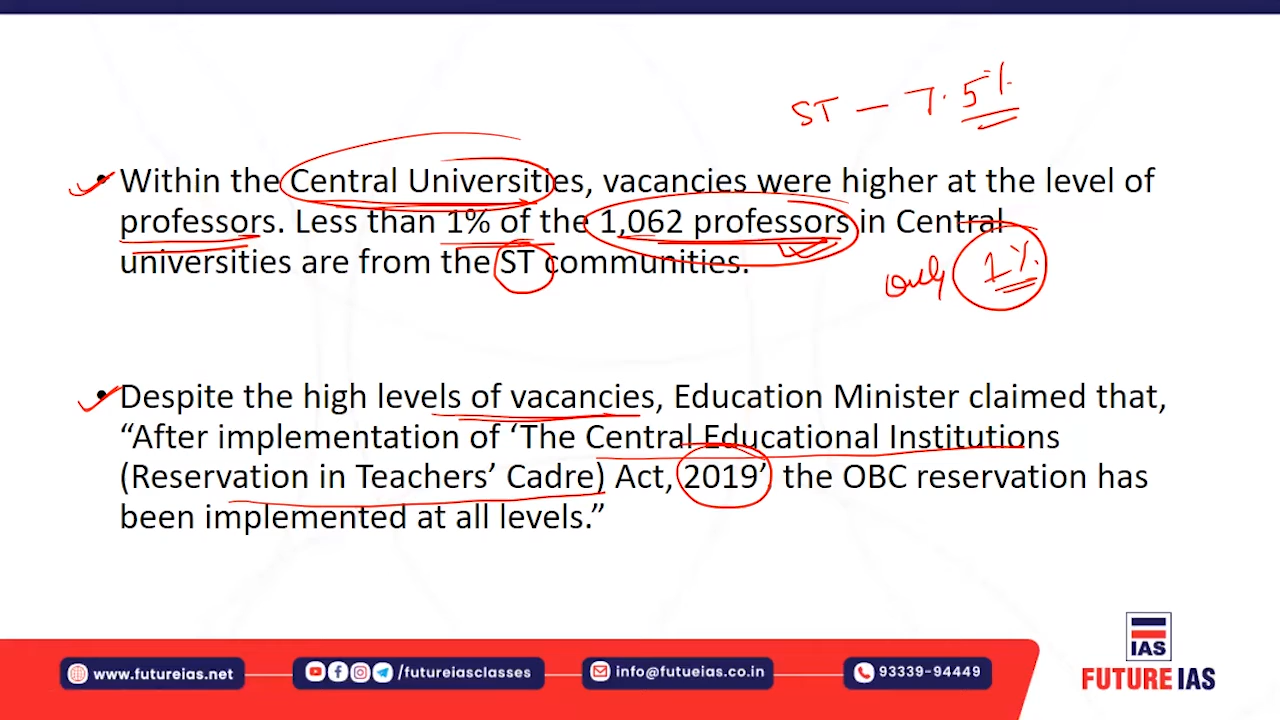 ST - 7.5%
• Within the Central Universities, vacancies were higher at the level of
professors. Less than 1% of the 1,062 professors in Central
universities are from the ST communities.
only 1%
• Despite the high levels of vacancies, Education Minister claimed that,
“After implementation of ‘The Central Educational Institutions
(Reservation in Teachers’ Cadre) Act, 2019’, the OBC reservation has
been implemented at all levels.”
IAS
FUTURE IAS
www.futureias.net
/futureiasclasses
info@futueias.co.in
93339-94449